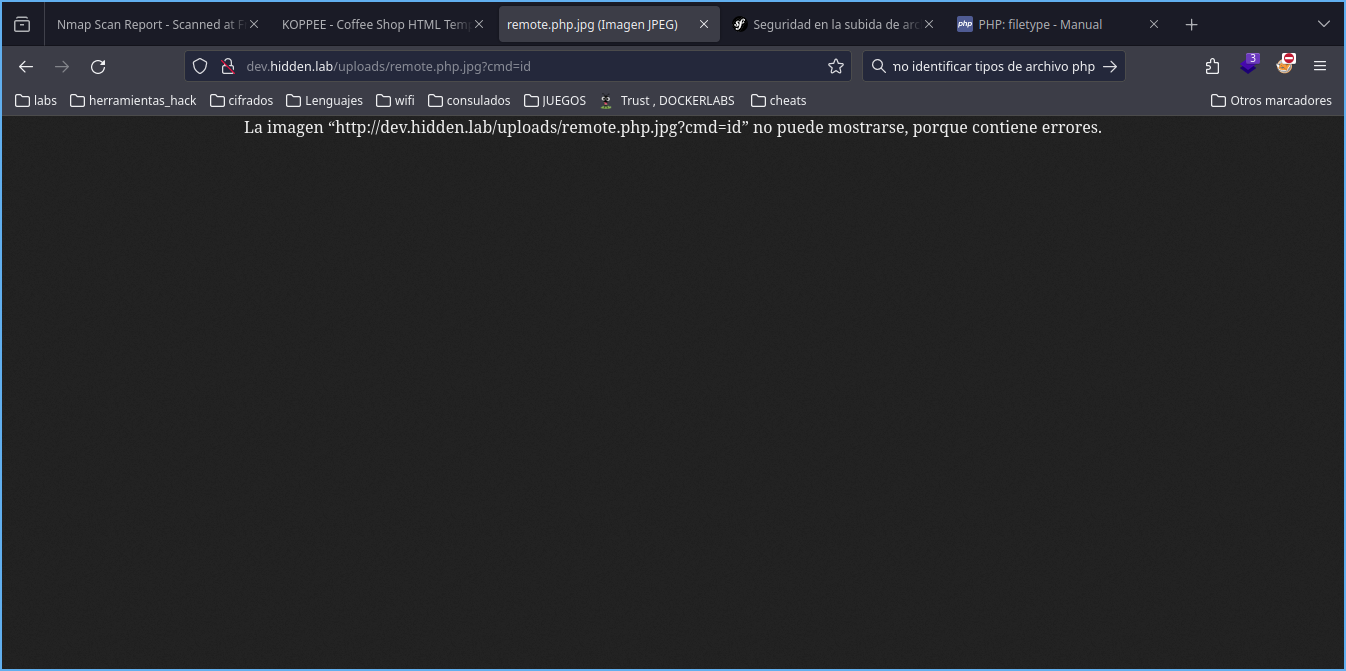 Nmap Scan Report - Scanned at F
KOPPEE - Coffee Shop HTML Temp
remote.php.jpg (Imagen JPEG)
Seguridad en la subida de arc
php PHP: filetype - Manual
dev.hidden.lab/uploads/remote.php.jpg?cmd=id
no identificar tipos de archivo php
3
labs herramientas_hack cifrados Lenguajes wifi consulados JUEGOS Trust , DOCKERLABS cheats Otros marcadores
La imagen “http://dev.hidden.lab/uploads/remote.php.jpg?cmd=id” no puede mostrarse, porque contiene errores.